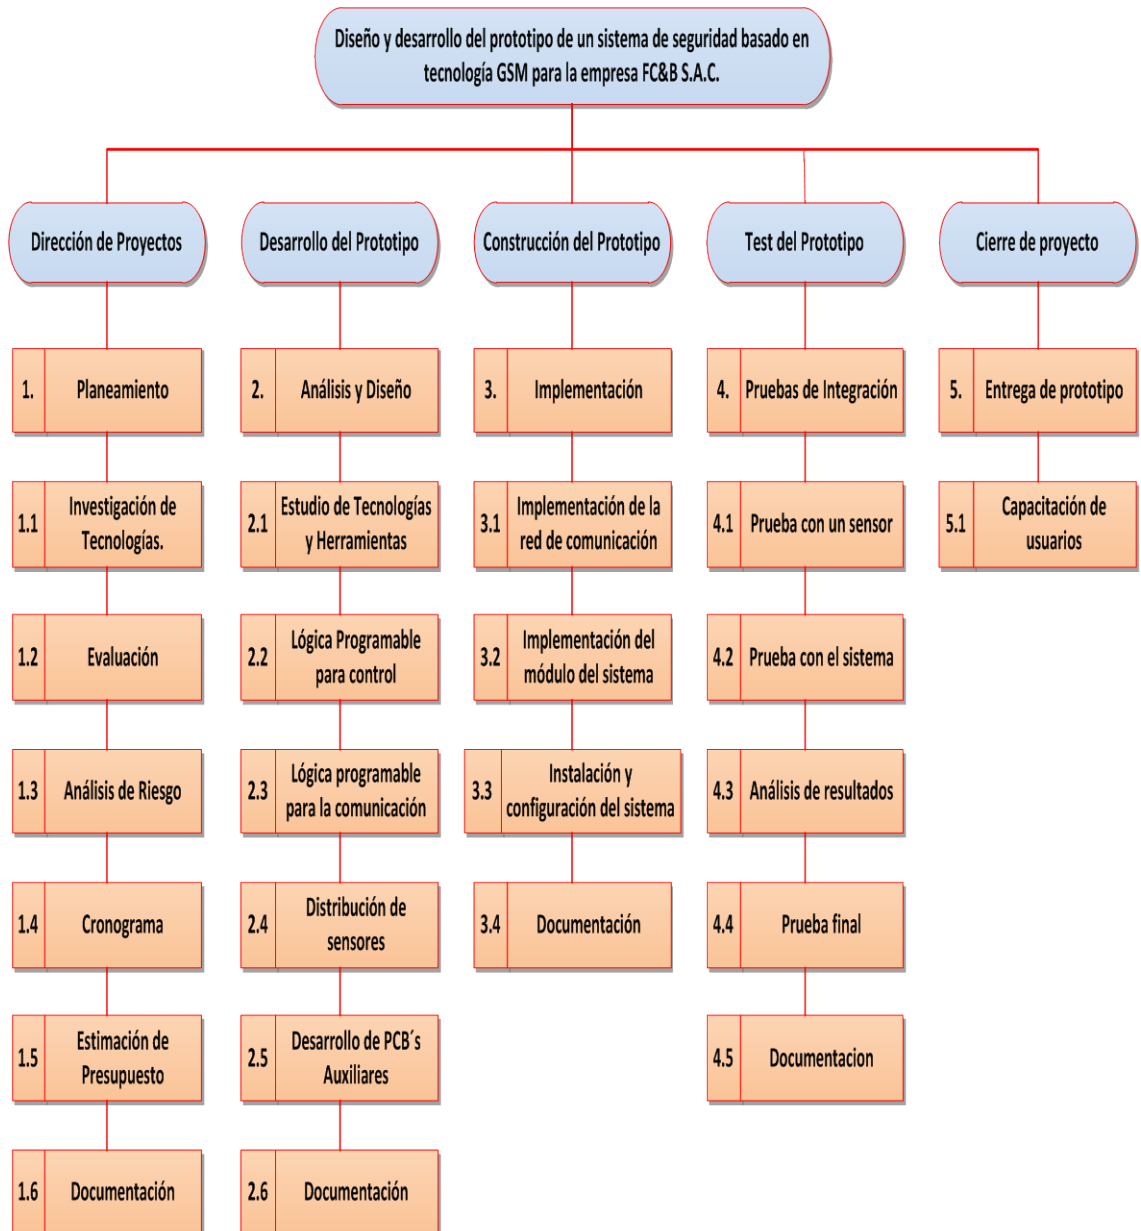 Diseño y desarrollo del prototipo de un sistema de seguridad basado en
tecnología GSM para la empresa FC&B S.A.C.
Dirección de Proyectos
Desarrollo del Prototipo
Construcción del Prototipo
Test del Prototipo
Cierre de proyecto
1. Planeamiento
2. Análisis y Diseño
3. Implementación
4. Pruebas de Integración
5. Entrega de prototipo
1.1 Investigación de
Tecnologías.
2.1 Estudio de Tecnologías
y Herramientas
3.1 Implementación de la
red de comunicación
4.1 Prueba con un sensor
5.1 Capacitación de
usuarios
1.2 Evaluación
2.2 Lógica Programable
para control
3.2 Implementación del
módulo del sistema
4.2 Prueba con el sistema
1.3 Análisis de Riesgo
2.3 Lógica programable
para la comunicación
3.3 Instalación y
configuración del sistema
4.3 Análisis de resultados
1.4 Cronograma
2.4 Distribución de
sensores
3.4 Documentación
4.4 Prueba final
1.5 Estimación de
Presupuesto
2.5 Desarrollo de PCB´s
Auxiliares
4.5 Documentacion
1.6 Documentación
2.6 Documentación